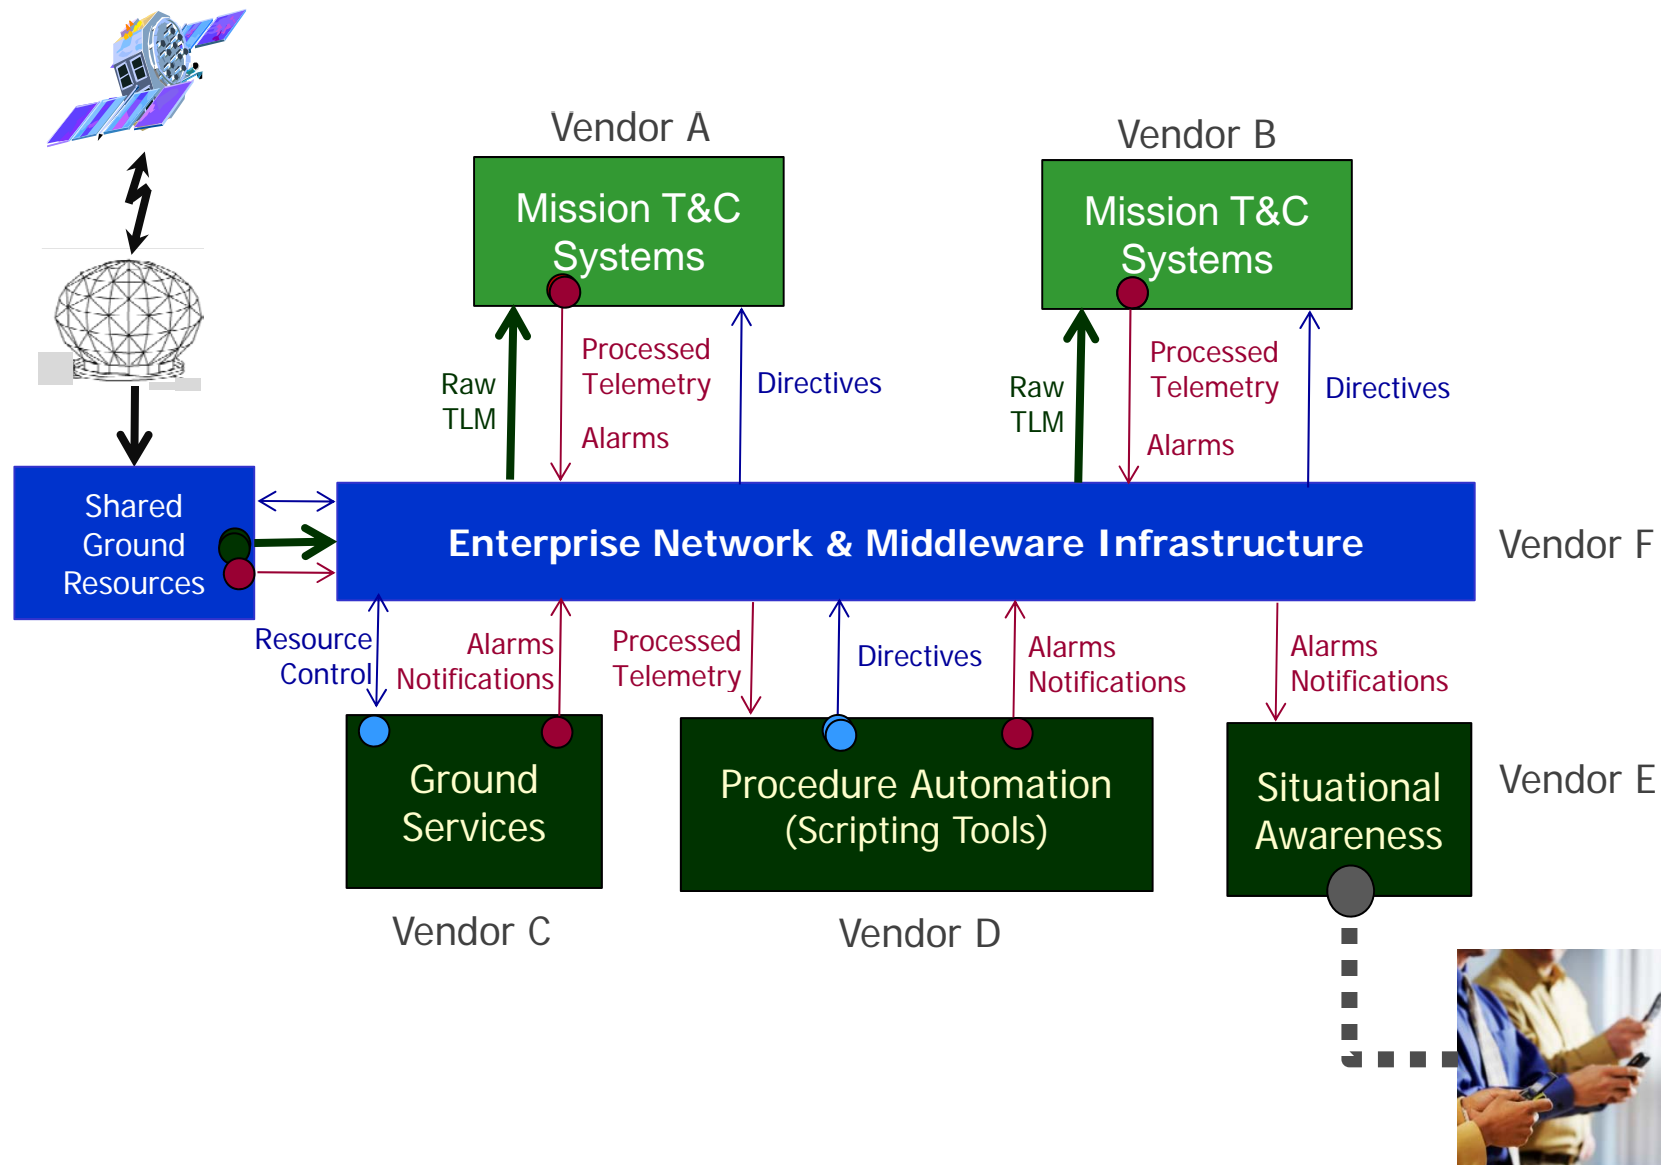 Vendor A
Vendor B
Mission T&C
Systems
Mission T&C
Systems
Raw
TLM
Processed
Telemetry
Alarms
Directives
Raw
TLM
Processed
Telemetry
Alarms
Directives
Shared
Ground
Resources
Enterprise Network & Middleware Infrastructure
Vendor F
Resource
Control
Alarms
Notifications
Processed
Telemetry
Directives
Alarms
Notifications
Alarms
Notifications
Ground
Services
Procedure Automation
(Scripting Tools)
Situational
Awareness
Vendor E
Vendor C
Vendor D